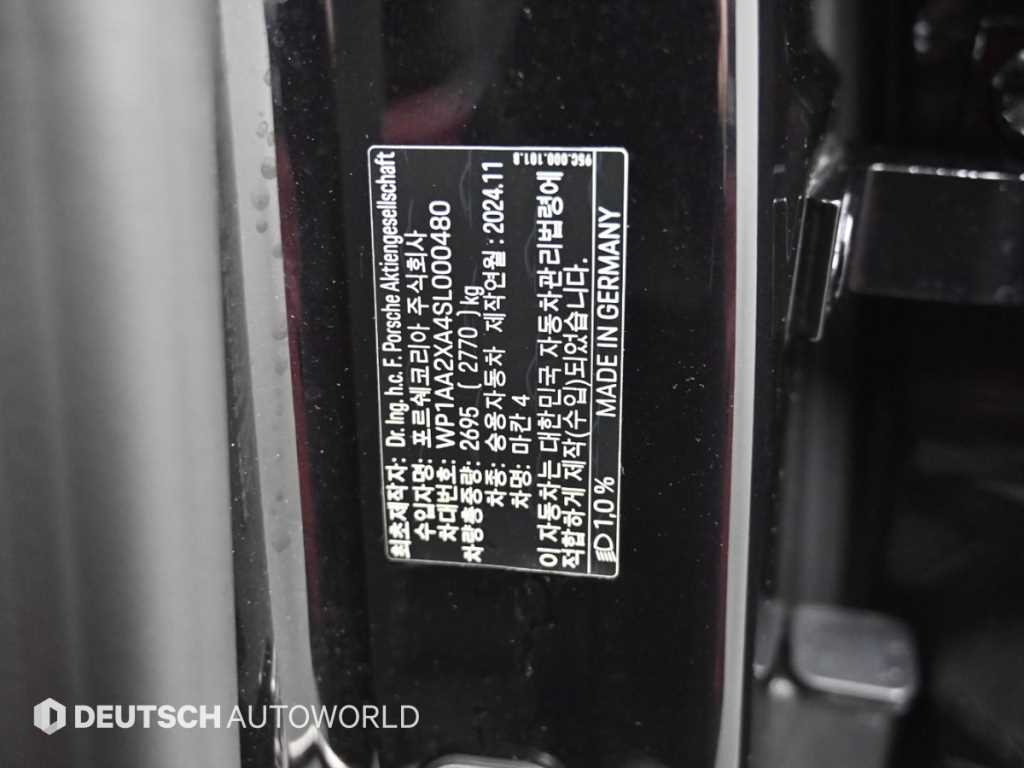 95C.000.101.B
최초제작자: Dr. Ing. h.c. F. Porsche Aktiengesellschaft
수입자명: 포르쉐코리아 주식회사
차대번호: WP1AA2XA4SL000480
차량총중량: 2695 ( 2770 ) kg
차종: 승용자동차 제작연월 : 2024.11
차명: 마칸 4
이 자동차는 대한민국 자동차관리법령에
적합하게 제작(수입)되었습니다.
1,0 % MADE IN GERMANY
DEUTSCH AUTOWORLD